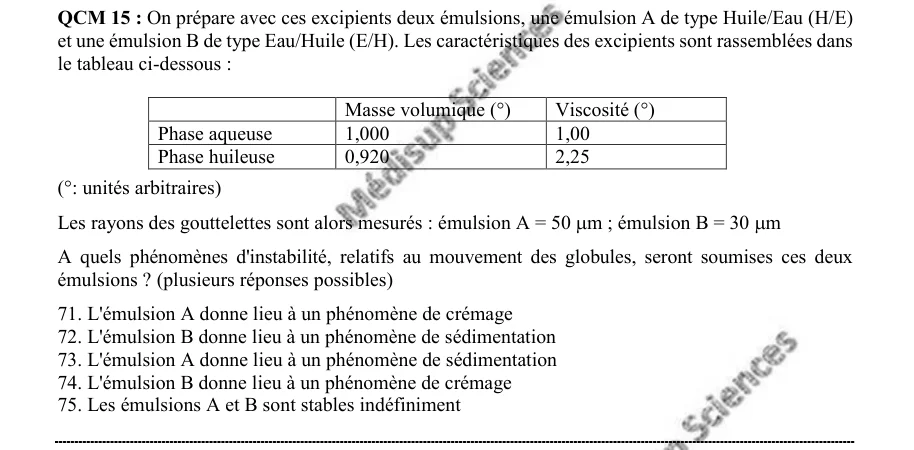 QCM 15 : On prépare avec ces excipients deux émulsions, une émulsion A de type Huile/Eau (H/E)
et une émulsion B de type Eau/Huile (E/H). Les caractéristiques des excipients sont rassemblées dans
le tableau ci-dessous :
Masse volumique (°) Viscosité (°)
Phase aqueuse 1,000 1,00
Phase huileuse 0,920 2,25
(°: unités arbitraires)
Les rayons des gouttelettes sont alors mesurés : émulsion A = 50 µm ; émulsion B = 30 µm
A quels phénomènes d'instabilité, relatifs au mouvement des globules, seront soumises ces deux
émulsions ? (plusieurs réponses possibles)
71. L'émulsion A donne lieu à un phénomène de crémage
72. L'émulsion B donne lieu à un phénomène de sédimentation
73. L'émulsion A donne lieu à un phénomène de sédimentation
74. L'émulsion B donne lieu à un phénomène de crémage
75. Les émulsions A et B sont stables indéfiniment
Médisup Sciences
Sciences